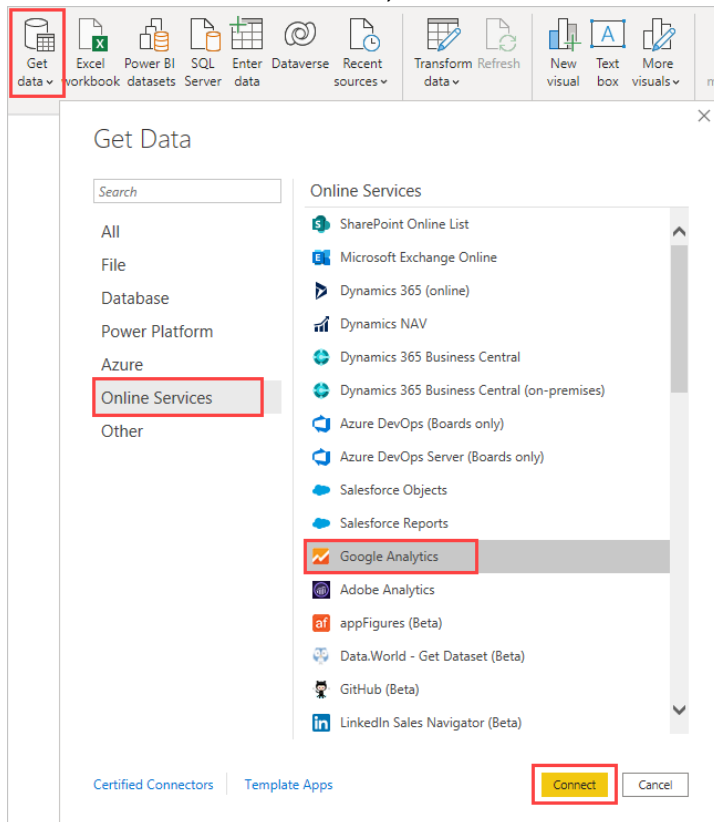 Get data
Excel workbook
Power BI datasets
SQL Server
Enter data
Dataverse
Recent sources
Transform data
Refresh
New visual
Text box
More visuals
Get Data
Search
All
File
Database
Power Platform
Azure
Online Services
Other
Online Services
SharePoint Online List
Microsoft Exchange Online
Dynamics 365 (online)
Dynamics NAV
Dynamics 365 Business Central
Dynamics 365 Business Central (on-premises)
Azure DevOps (Boards only)
Azure DevOps Server (Boards only)
Salesforce Objects
Salesforce Reports
Google Analytics
Adobe Analytics
appFigures (Beta)
Data.World - Get Dataset (Beta)
GitHub (Beta)
LinkedIn Sales Navigator (Beta)
Certified Connectors
Template Apps
Connect
Cancel